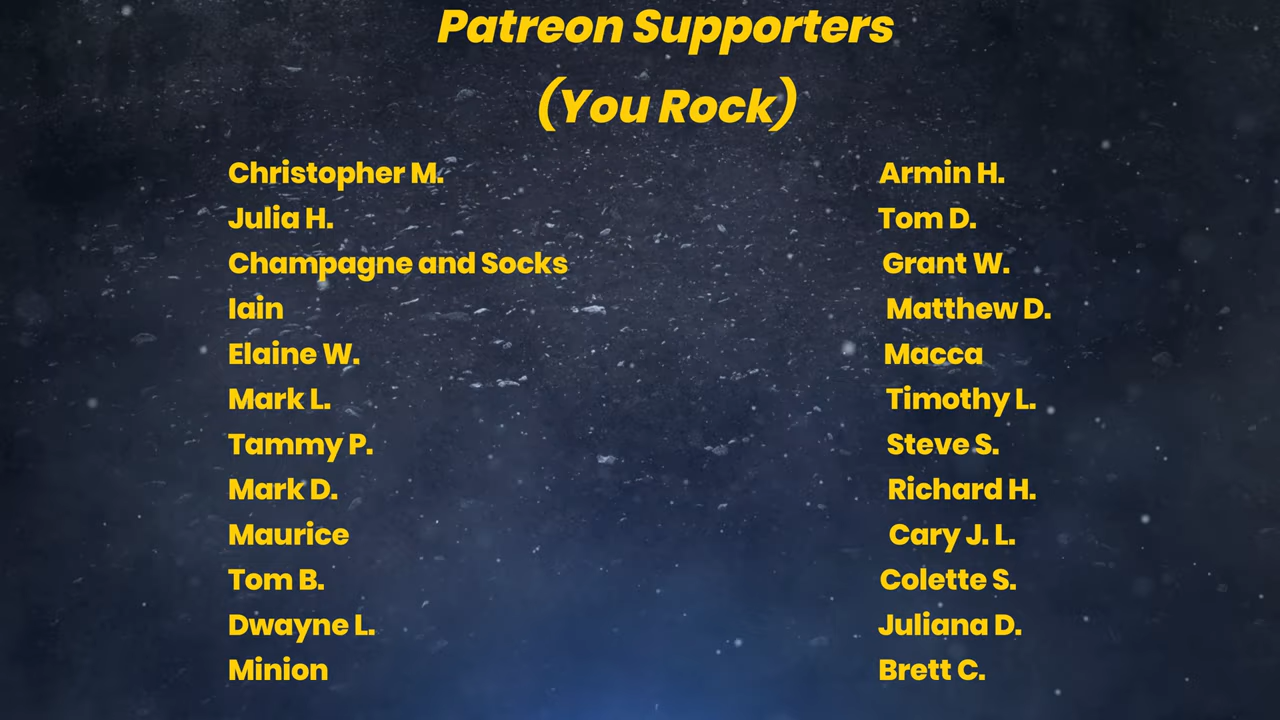 Patreon Supporters
(You Rock)
Christopher M.
Julia H.
Champagne and Socks
Iain
Elaine W.
Mark L.
Tammy P.
Mark D.
Maurice
Tom B.
Dwayne L.
Minion
Armin H.
Tom D.
Grant W.
Matthew D.
Macca
Timothy L.
Steve S.
Richard H.
Cary J. L.
Colette S.
Juliana D.
Brett C.